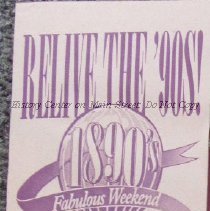 RELIVE THE '90S!
History Center on Main Street; Do Not Copy
1890's
Fabulous Weekend